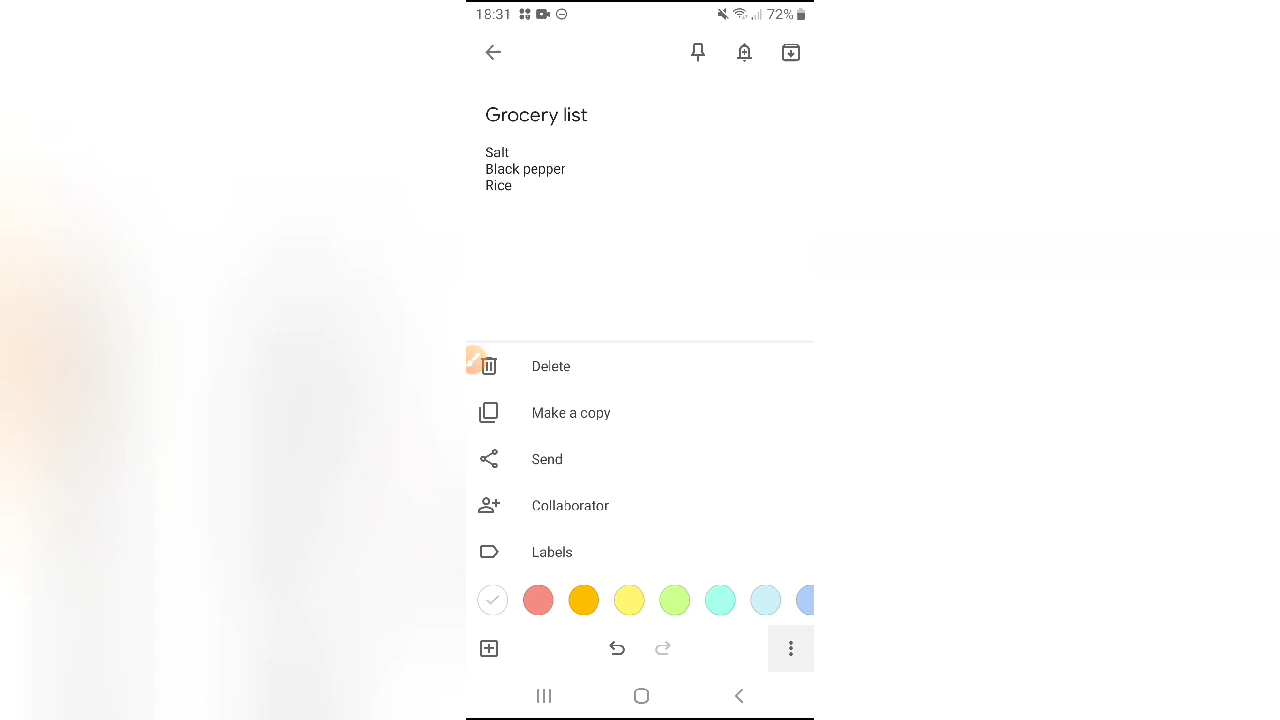 18:31 72%
Grocery list
Salt
Black pepper
Rice
Delete
Make a copy
Send
Collaborator
Labels